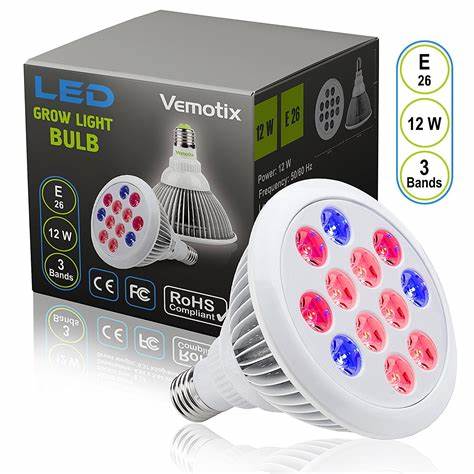 LED
GROW LIGHT
BULB
Vemotix
E
26
12 W
3
Bands
CE FC
RoHS
Compliant
12 W
E 26
Power: 12 W
Frequency: 50/60 Hz
Vemotix
E
26
12 W
3
Bands